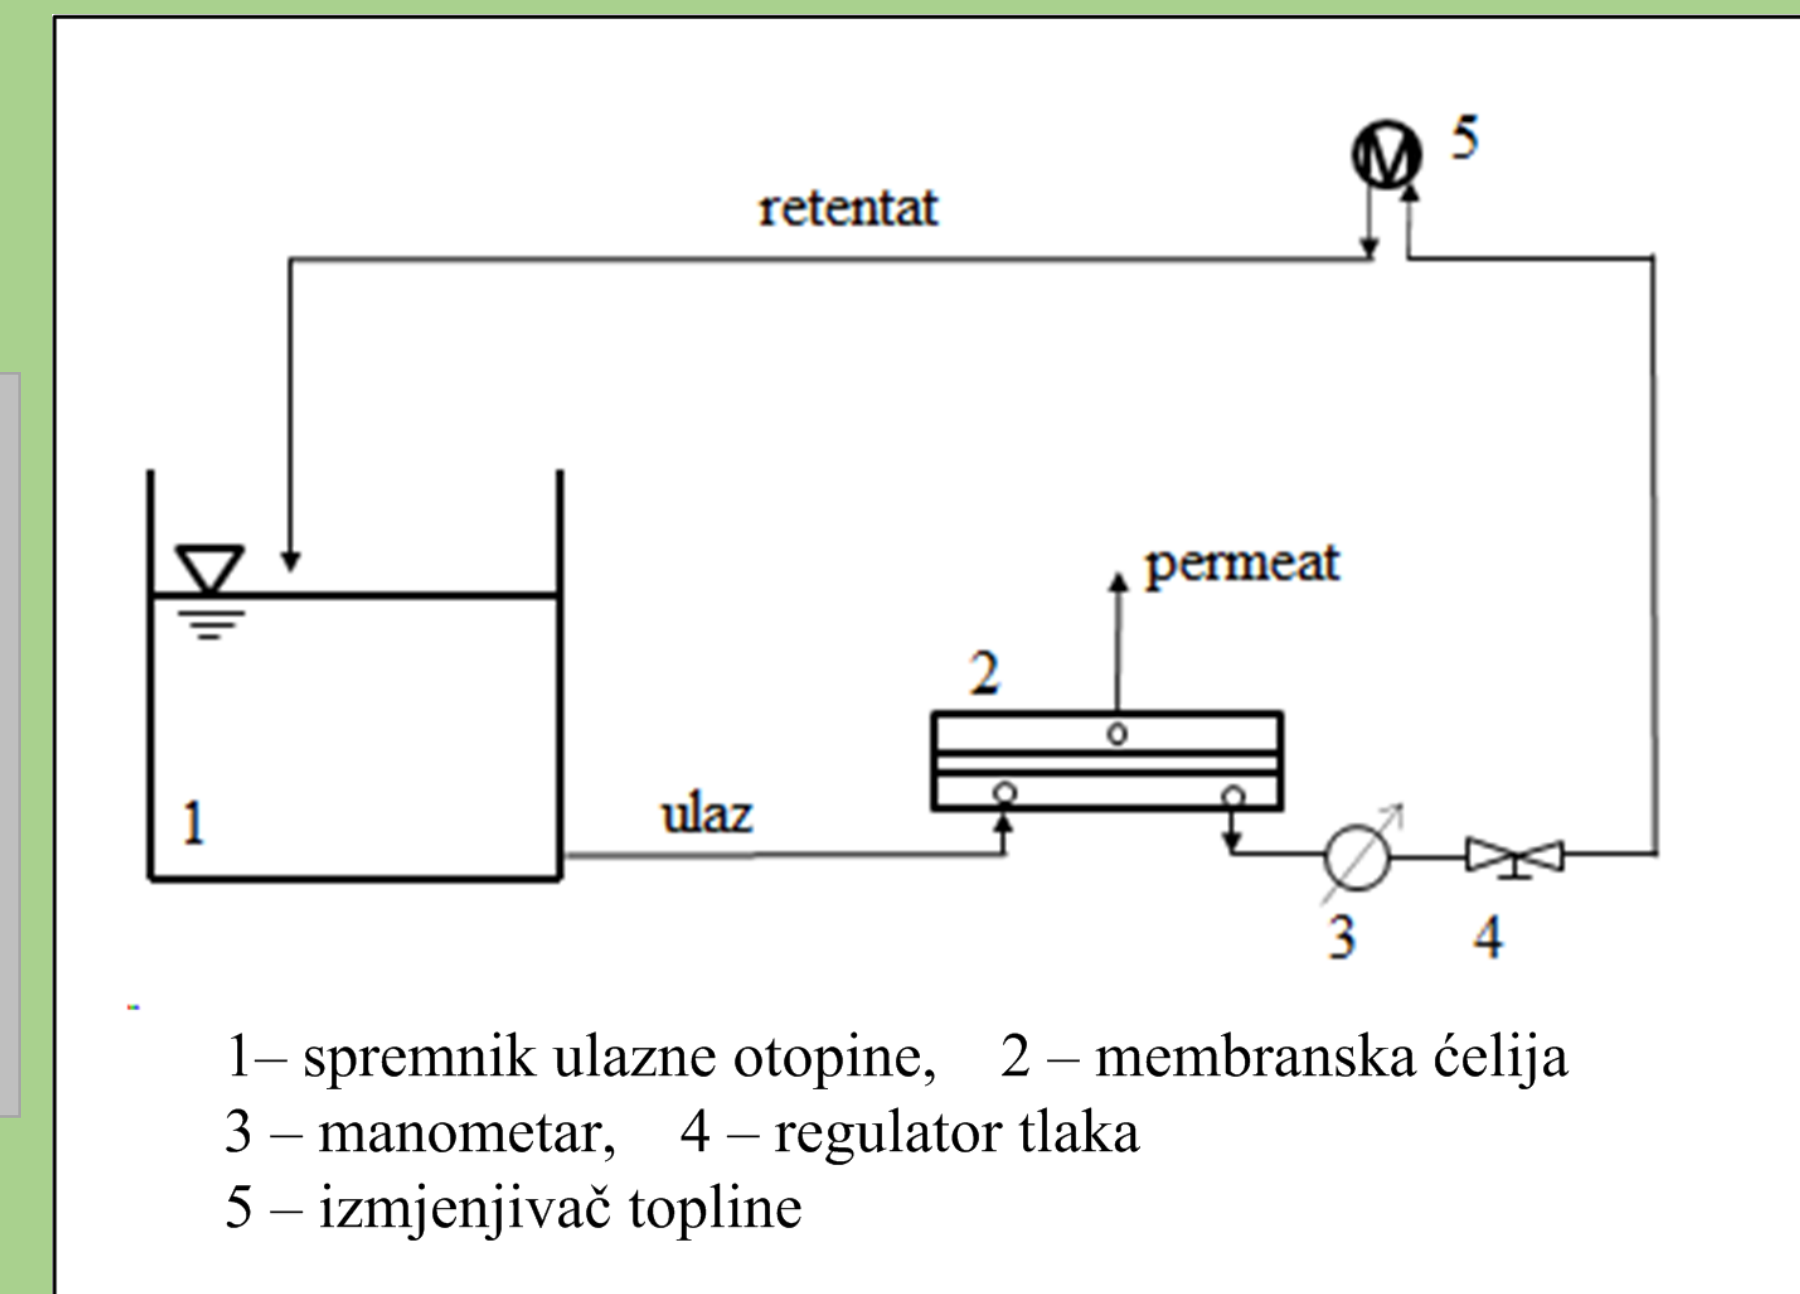 5
retentat
permeat
2
ulaz
1
3
4
1– spremnik ulazne otopine, 2 – membranska ćelija
3 – manometar, 4 – regulator tlaka
5 – izmjenjivač topline